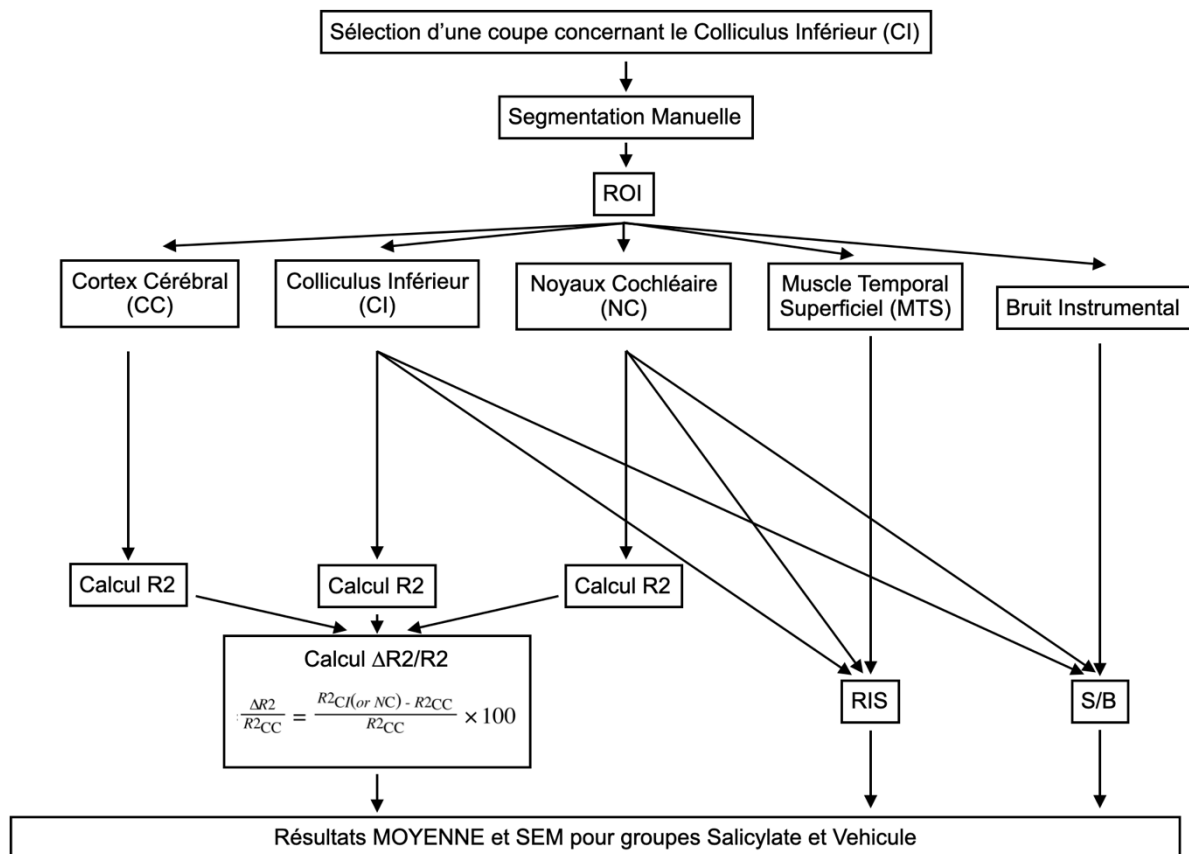 Sélection d’une coupe concernant le Colliculus Inférieur (CI)
Segmentation Manuelle
ROI
Cortex Cérébral
(CC)
Colliculus Inférieur
(CI)
Noyaux Cochléaire
(NC)
Muscle Temporal
Superficiel (MTS)
Bruit Instrumental
Calcul R2
Calcul R2
Calcul R2
Calcul ΔR2/R2
ΔR2/R2CC = (R2CI(or NC) - R2CC)/R2CC × 100
RIS
S/B
Résultats MOYENNE et SEM pour groupes Salicylate et Vehicule